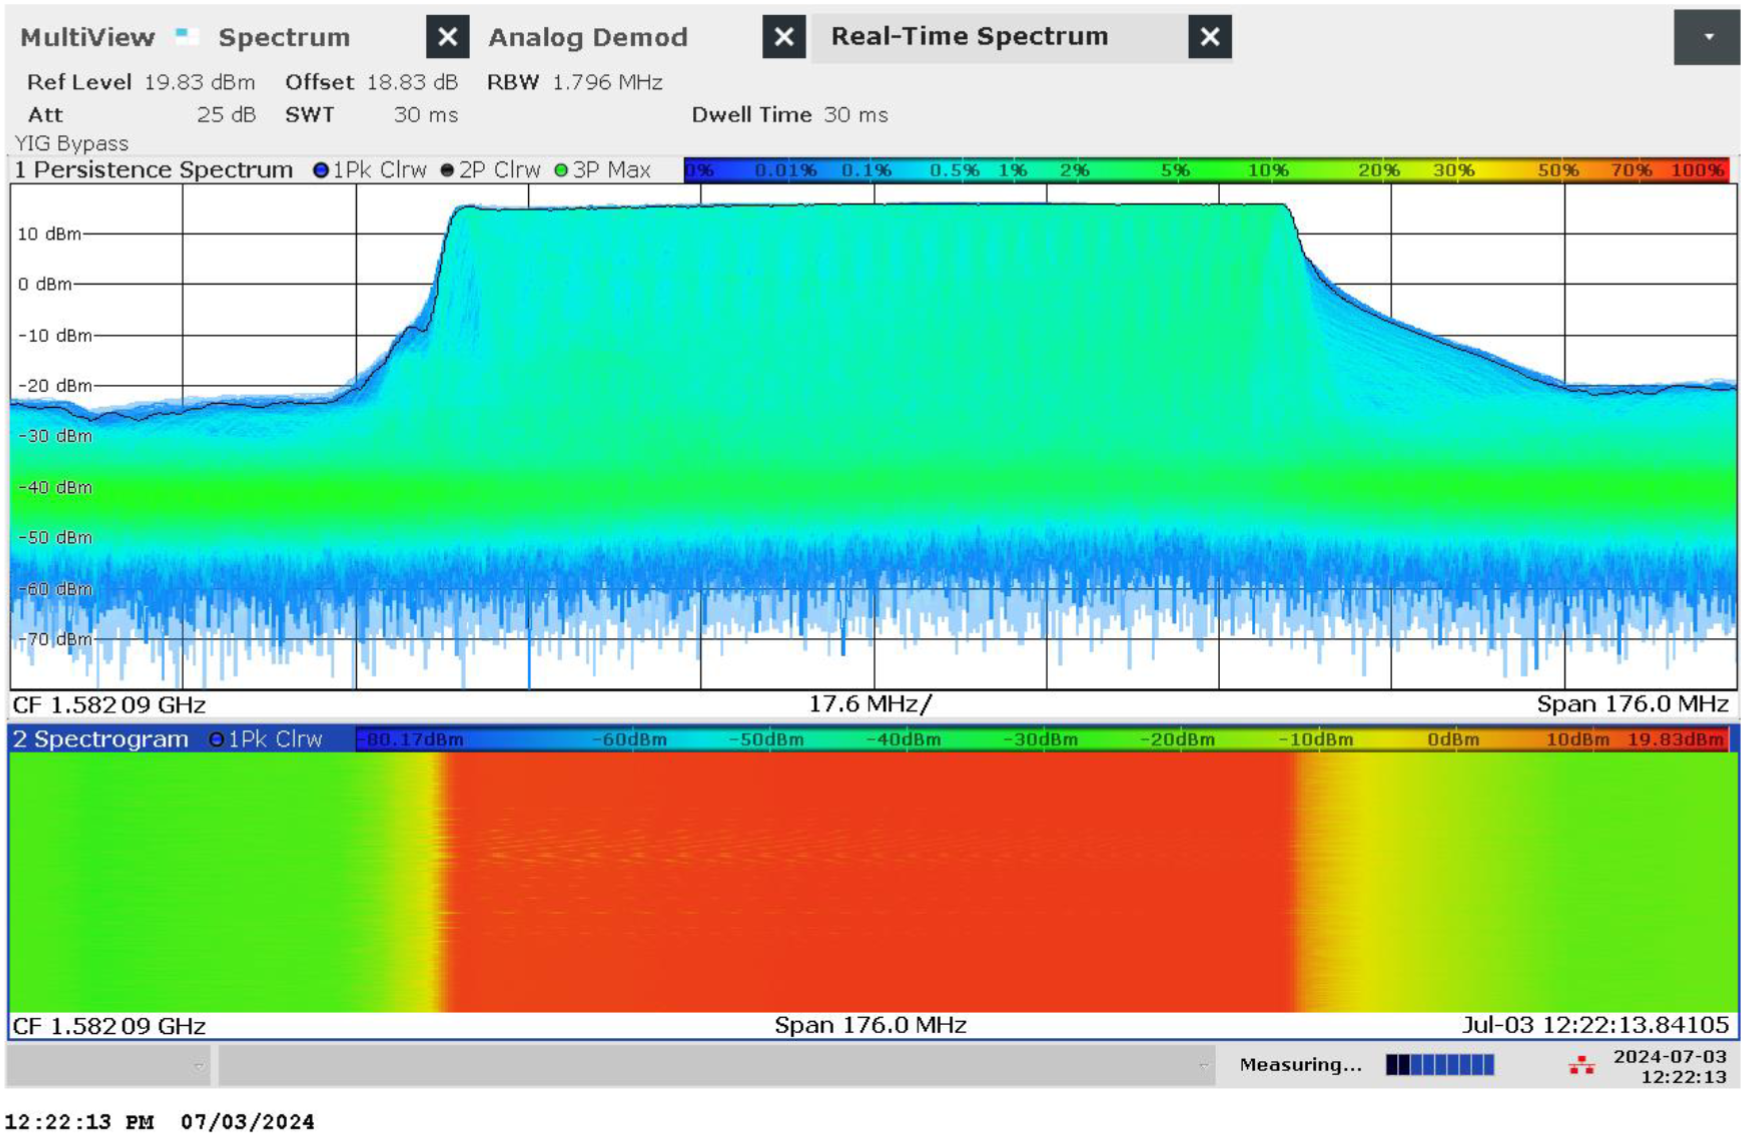 MultiView Spectrum Analog Demod Real-Time Spectrum
Ref Level 19.83 dBm Offset 18.83 dB RBW 1.796 MHz
Att 25 dB SWT 30 ms Dwell Time 30 ms
YIG Bypass
1 Persistence Spectrum 1Pk Clrw 2P Clrw 3P Max 0% 0.01% 0.1% 0.5% 1% 2% 5% 10% 20% 30% 50% 70% 100%
10 dBm
0 dBm
-10 dBm
-20 dBm
-30 dBm
-40 dBm
-50 dBm
-60 dBm
-70 dBm
CF 1.58209 GHz 17.6 MHz/ Span 176.0 MHz
2 Spectrogram 1Pk Clrw -80.17dBm -60dBm -50dBm -40dBm -30dBm -20dBm -10dBm 0dBm 10dBm 19.83dBm
CF 1.58209 GHz Span 176.0 MHz Jul-03 12:22:13.84105
Measuring... 2024-07-03
12:22:13
12:22:13 PM 07/03/2024